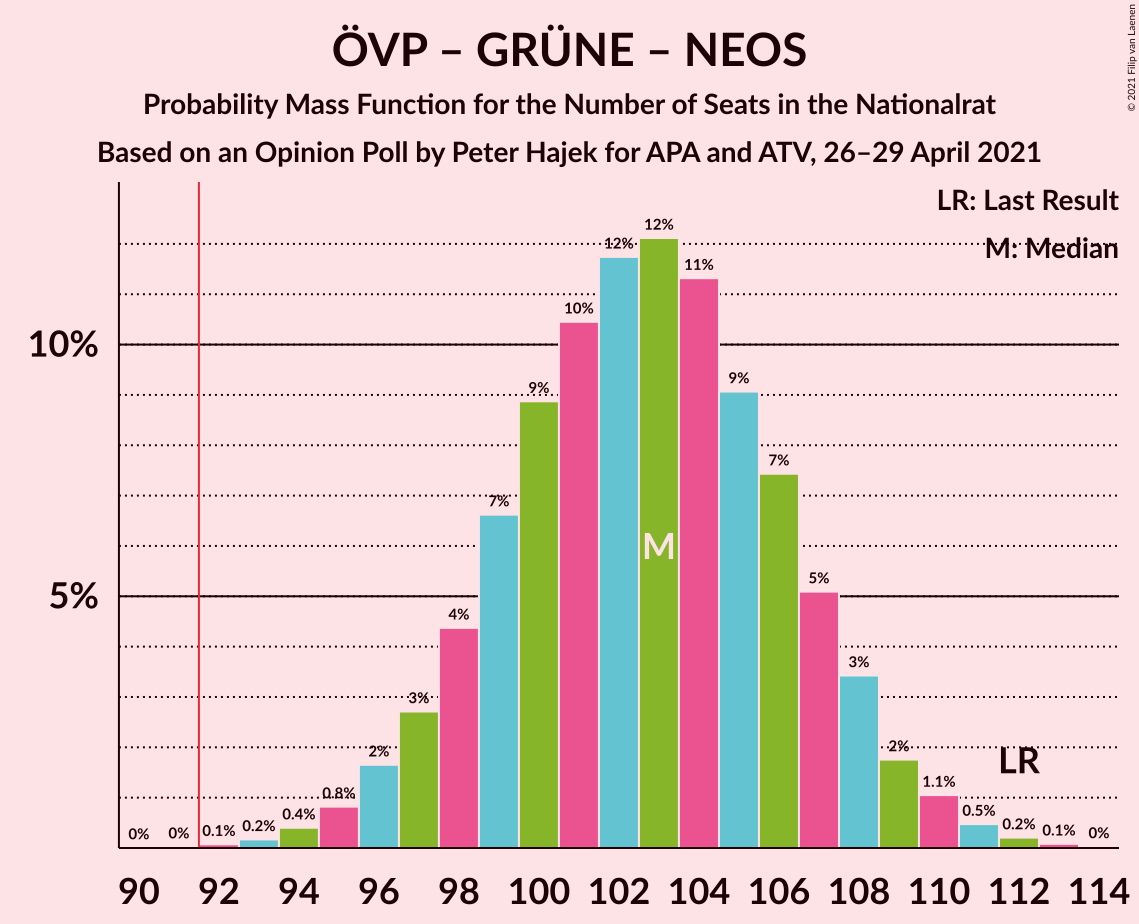 ÖVP – GRÜNE – NEOS
Probability Mass Function for the Number of Seats in the Nationalrat
Based on an Opinion Poll by Peter Hajek for APA and ATV, 26–29 April 2021
© 2021 Filip van Laenen
LR: Last Result
M: Median
10%
5%
0% 0% 0.1% 0.2% 0.4% 0.8% 2% 3% 4% 7% 9% 10% 12% 12% 11% 9% 7% 5% 3% 2% 1.1% 0.5% 0.2% 0.1% 0%
M
LR
90 92 94 96 98 100 102 104 106 108 110 112 114